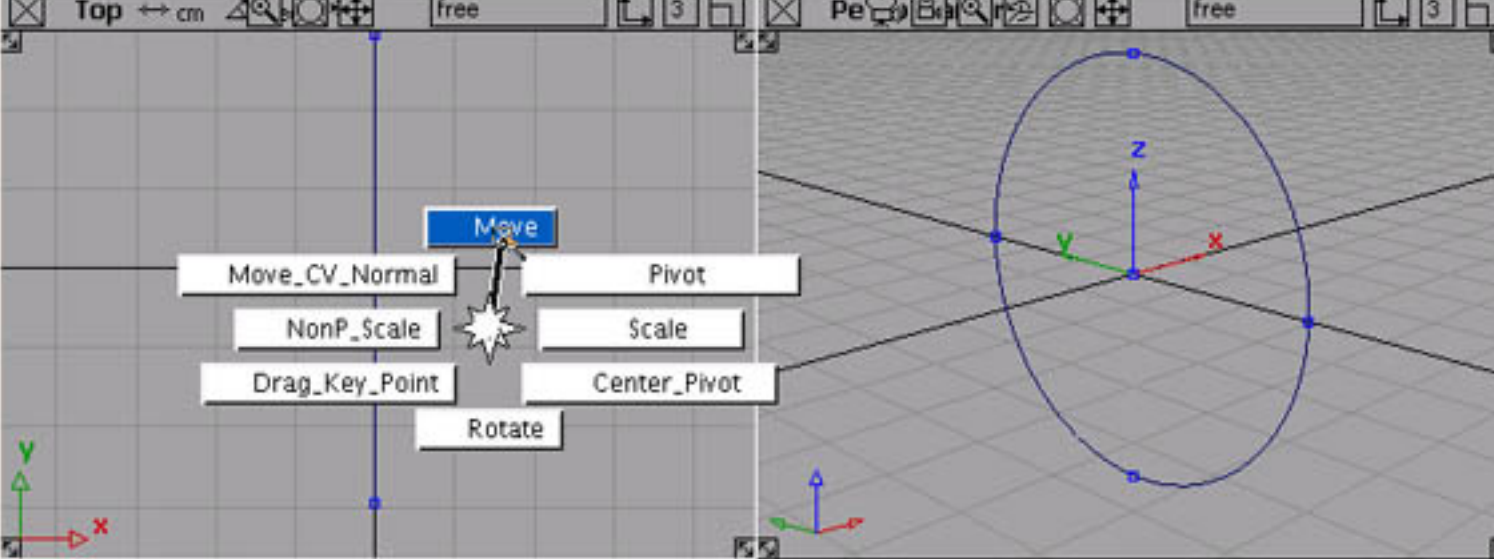 Top ↔ cm free 3
Pe free 3
Move
Move_CV_Normal Pivot
NonP_Scale Scale
Drag_Key_Point Center_Pivot
Rotate
z
y x
y
x